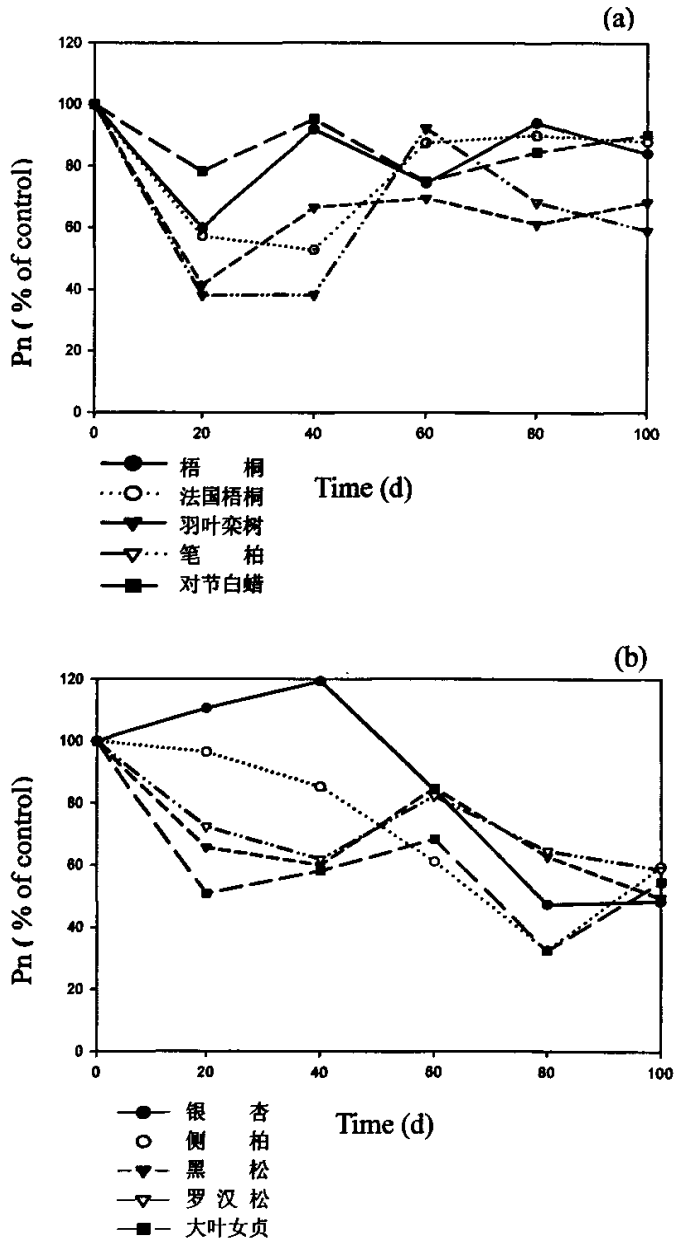 (a)
120
100
80
60
40
20
0
Pn ( % of control)
0 20 40 60 80 100
Time (d)
梧 桐
法国梧桐
羽叶栾树
笔 柏
对节白蜡
(b)
120
100
80
60
40
20
0
Pn ( % of control)
0 20 40 60 80 100
Time (d)
银 杏
侧 柏
黑 松
罗 汉 松
大叶女贞